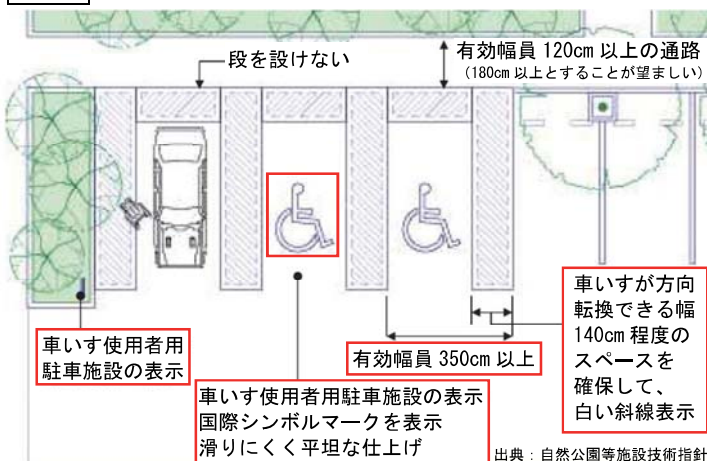 段を設けない
有効幅員 120cm 以上の通路
（180cm 以上とすることが望ましい）
車いす使用者用
駐車施設の表示
有効幅員 350cm 以上
車いすが方向
転換できる幅
140cm 程度の
スペースを
確保して、
白い斜線表示
車いす使用者用駐車施設の表示
国際シンボルマークを表示
滑りにくく平坦な仕上げ
出典：自然公園等施設技術指針